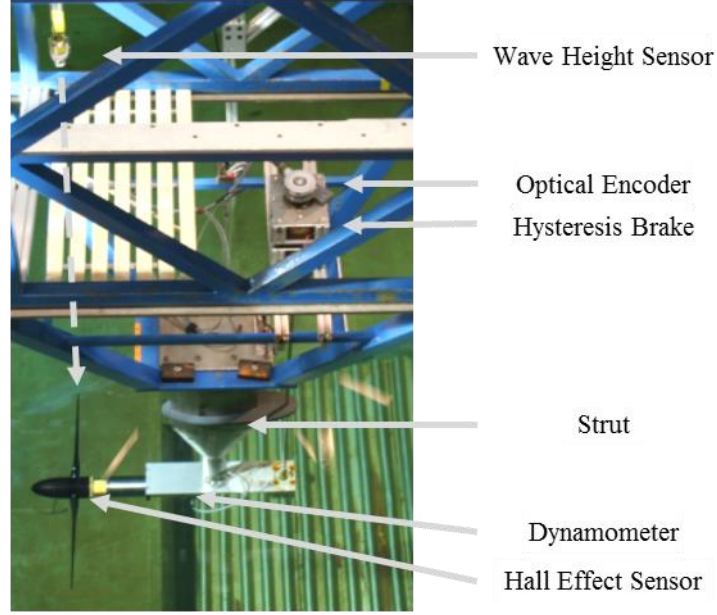 Wave Height Sensor
Optical Encoder
Hysteresis Brake
Strut
Dynamometer
Hall Effect Sensor